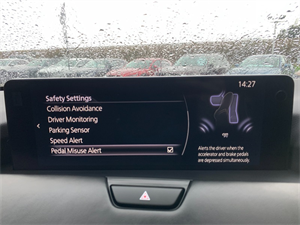 14:27
Safety Settings
Collision Avoidance
Driver Monitoring
Parking Sensor
Speed Alert
Pedal Misuse Alert
Alerts the driver when the
accelerator and brake pedals
are depressed simultaneously.